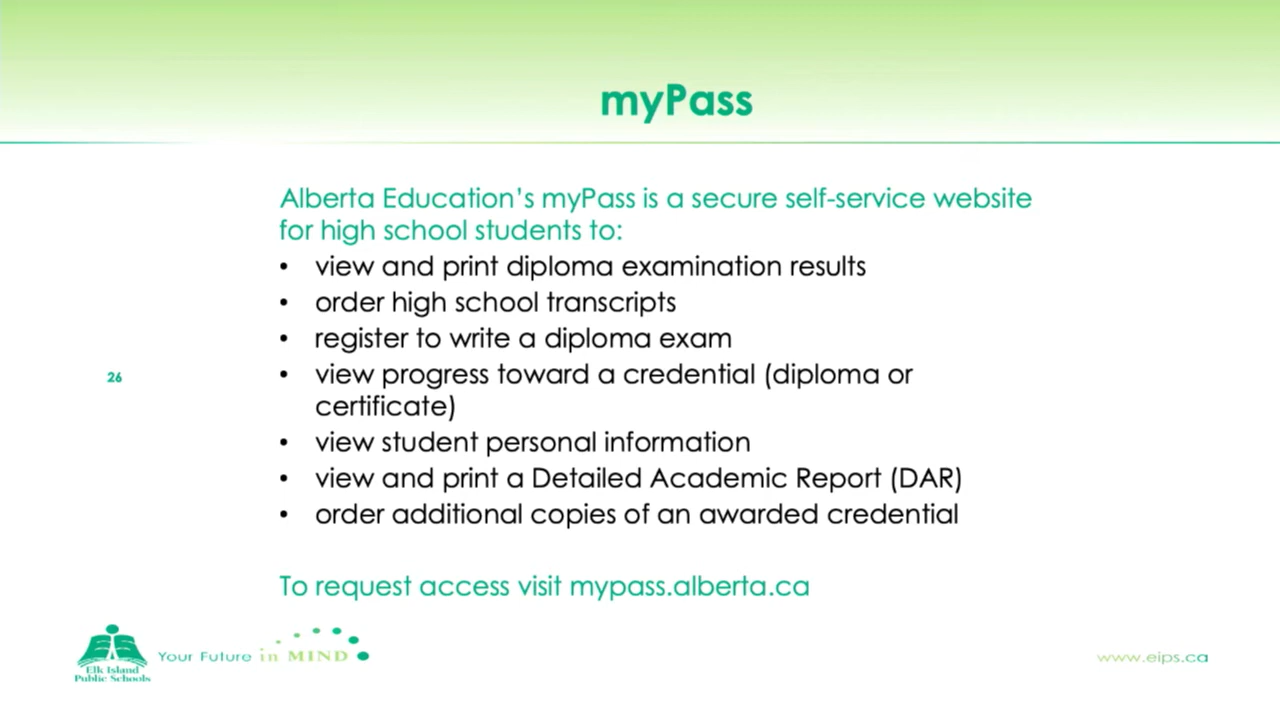 myPass
Alberta Education's myPass is a secure self-service website
for high school students to:
• view and print diploma examination results
• order high school transcripts
• register to write a diploma exam
• view progress toward a credential (diploma or
certificate)
• view student personal information
• view and print a Detailed Academic Report (DAR)
• order additional copies of an awarded credential
26
To request access visit mypass.alberta.ca
Elk Island
Public Schools
Your Future in MIND
www.eips.ca